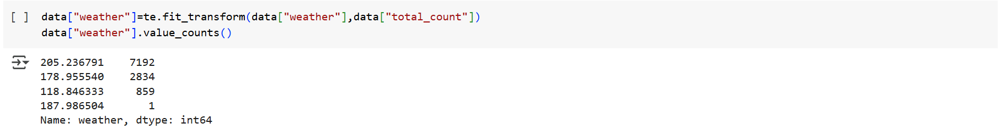 [ ] data["weather"]=te.fit_transform(data["weather"],data["total_count"])
data["weather"].value_counts()
205.236791    7192
178.955540    2834
118.846333     859
187.986504       1
Name: weather, dtype: int64